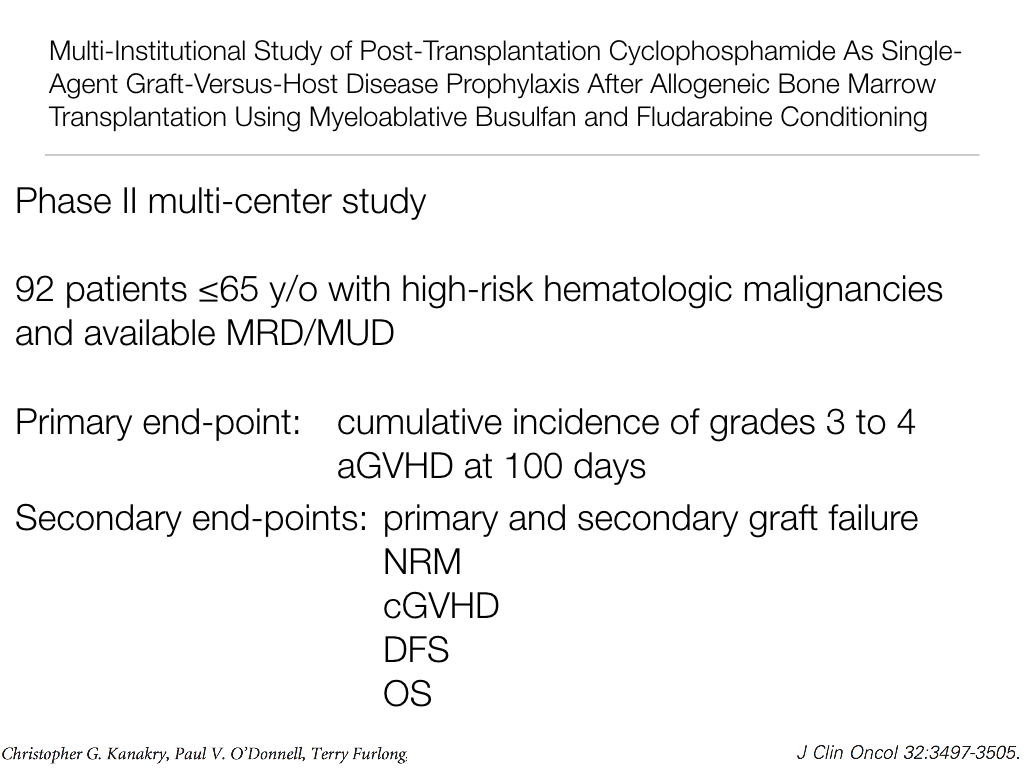 Multi-Institutional Study of Post-Transplantation Cyclophosphamide As Single-
Agent Graft-Versus-Host Disease Prophylaxis After Allogeneic Bone Marrow
Transplantation Using Myeloablative Busulfan and Fludarabine Conditioning
Phase II multi-center study
92 patients ≤65 y/o with high-risk hematologic malignancies
and available MRD/MUD
Primary end-point: cumulative incidence of grades 3 to 4
aGVHD at 100 days
Secondary end-points: primary and secondary graft failure
NRM
cGVHD
DFS
OS
Christopher G. Kanakry, Paul V. O'Donnell, Terry Furlong,
J Clin Oncol 32:3497-3505.